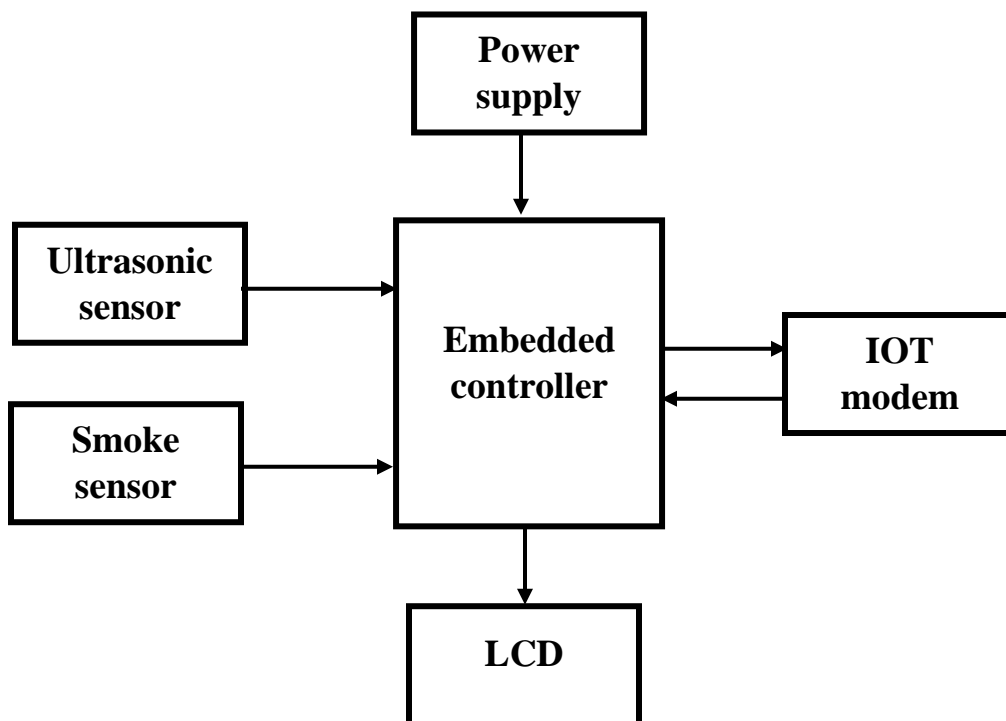 Power
supply
Ultrasonic
sensor
Embedded
controller
IOT
modem
Smoke
sensor
LCD